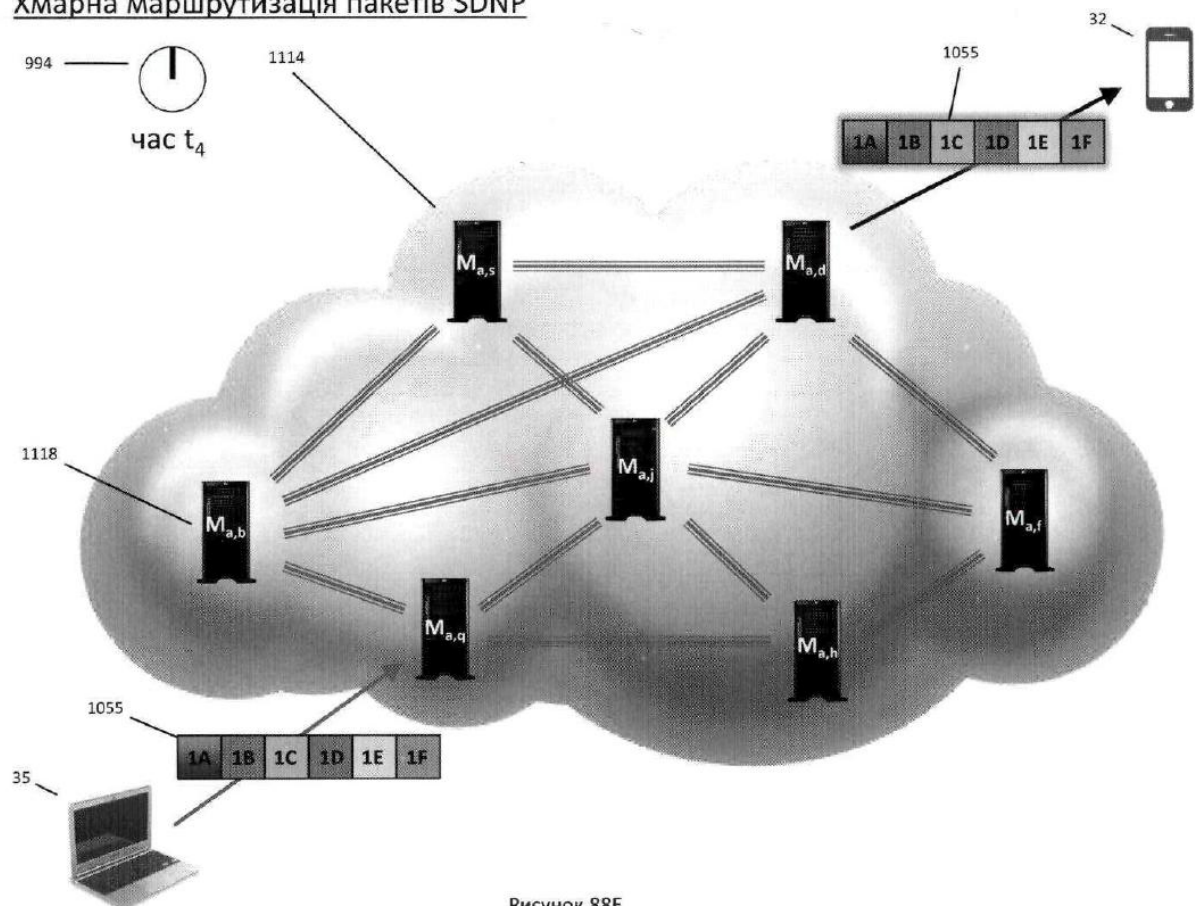 Хмарна маршрутизація пакетів SDNP
32
994
1114
1055
час t4
1A 1B 1C 1D 1E 1F
Ma,s
Ma,d
Ma,j
1118
Ma,b
Ma,f
Ma,q
Ma,h
1055
1A 1B 1C 1D 1E 1F
35
Рисунок 88F